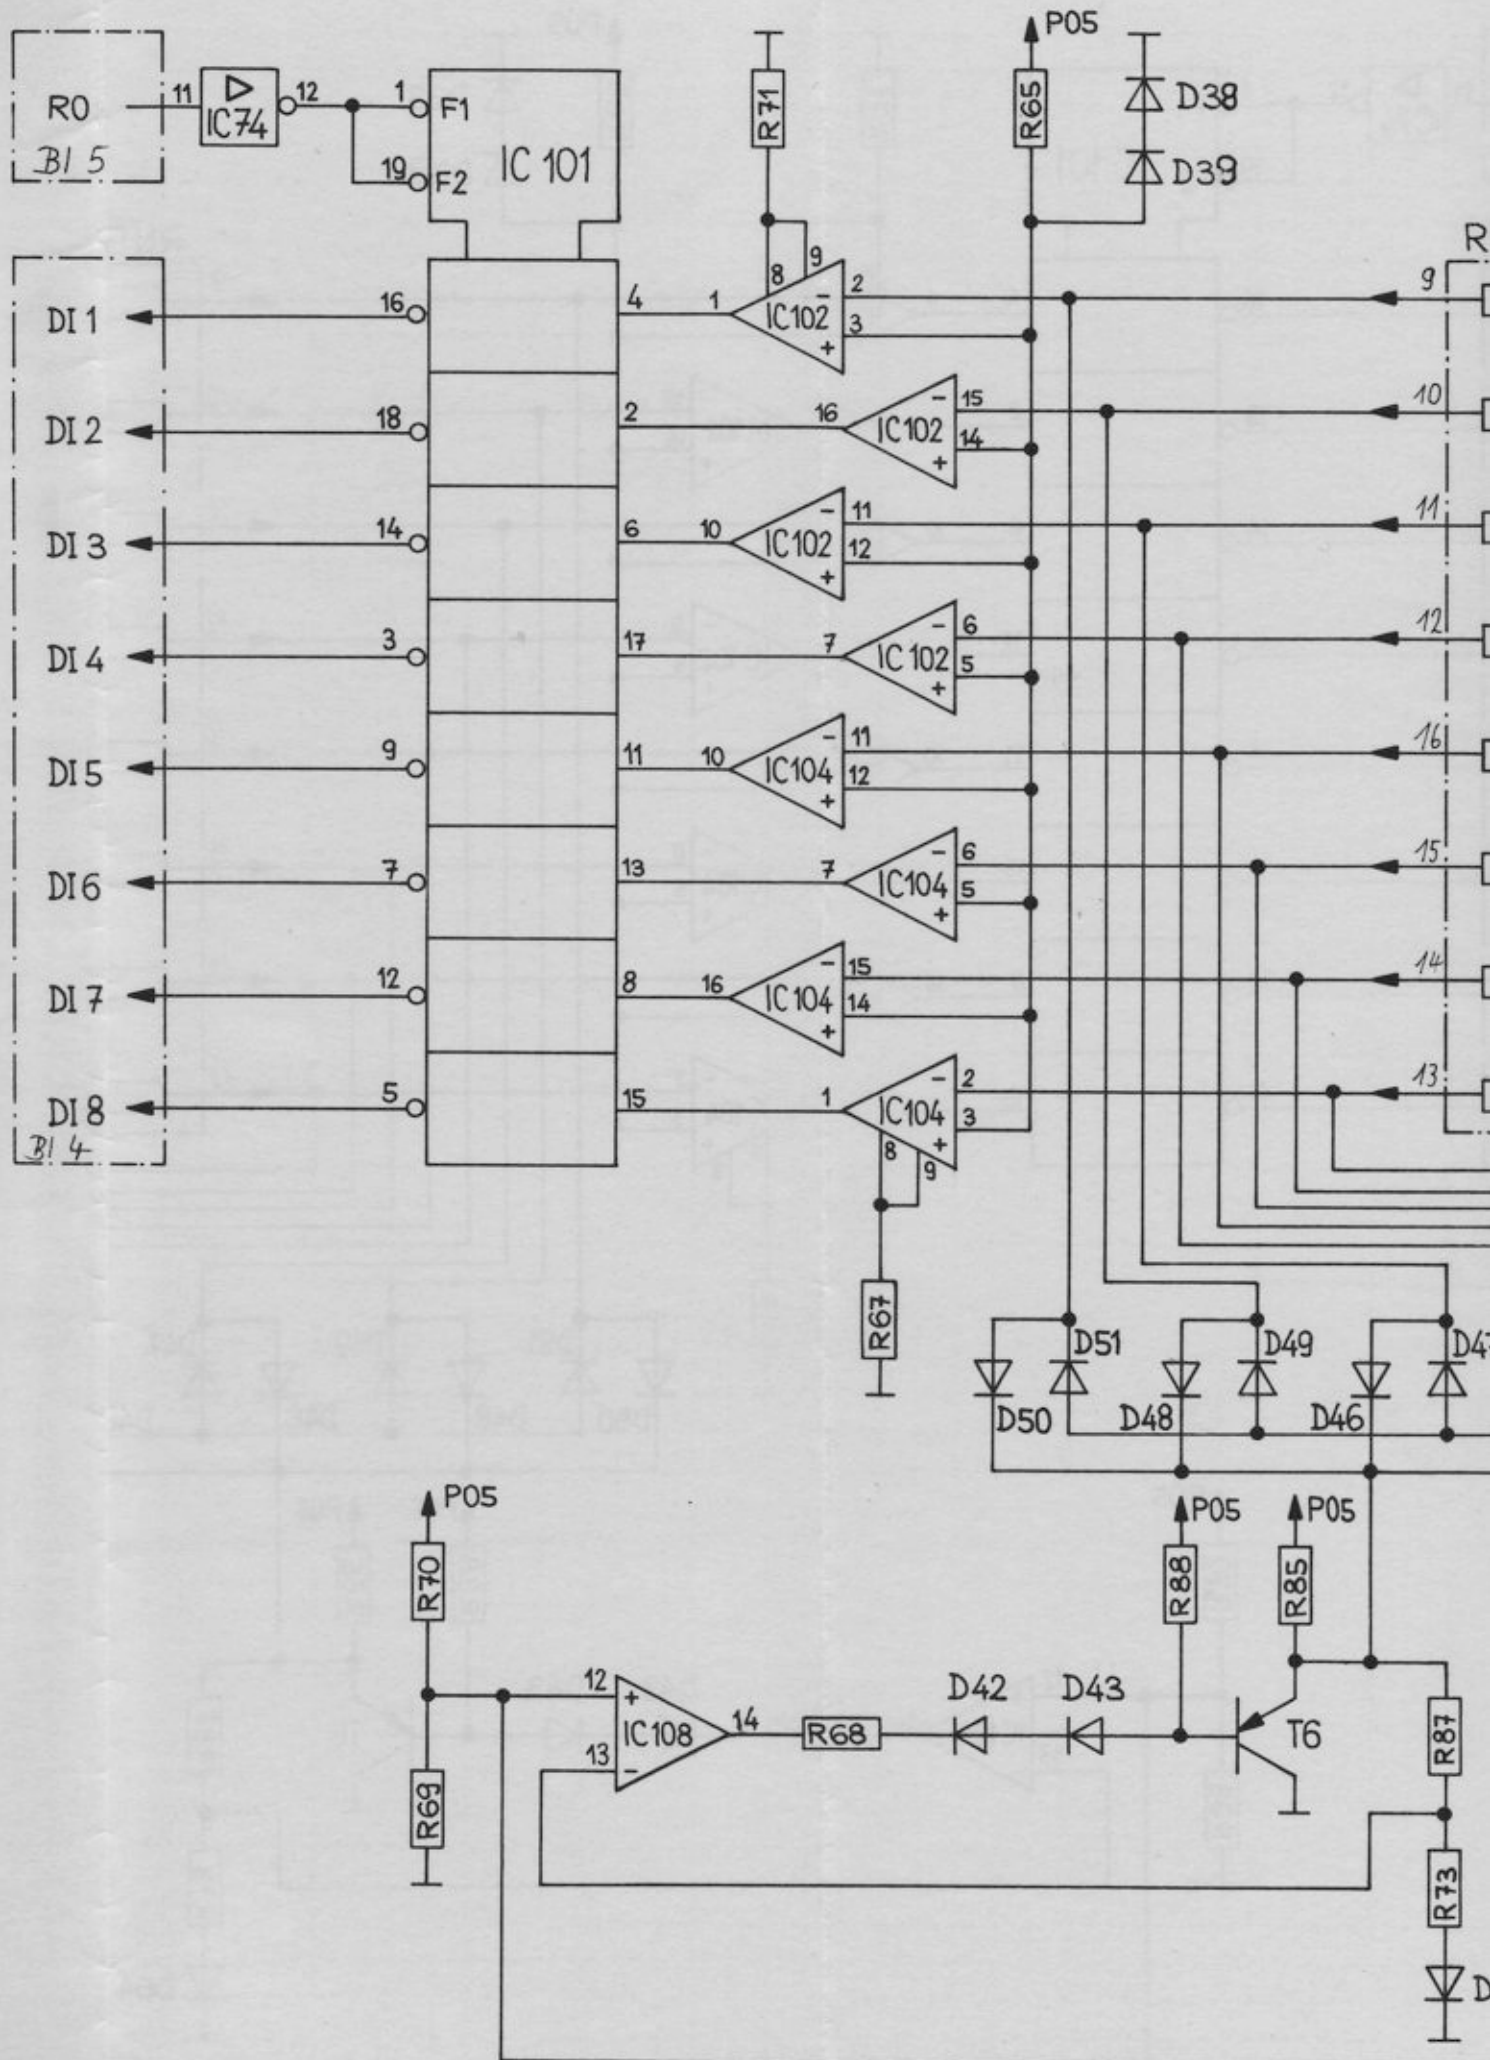 P05
R0 11 IC74 12 1 F1 IC 101 R71 R65 D38
Bl 5 19 F2 D39
R
DI 1 16 4 1 8 9 IC102 - 2 + 3 9
DI 2 18 2 16 IC102 - 15 + 14 10
DI 3 14 6 10 IC102 - 11 + 12 11
DI 4 3 17 7 IC 102 - 6 + 5 12
DI 5 9 11 10 IC104 - 11 + 12 16
DI 6 7 13 7 IC104 - 6 + 5 15
DI 7 12 8 16 IC104 - 15 + 14 14
DI 8 5 15 1 IC104 - 2 + 3 13
Bl 4 8 9
R67 D51 D49 D47
D50 D48 D46
P05 P05 P05
R70 R88 R85
12 + IC108 14 R68 D42 D43 T6 R87
13 -
R69 R73
D